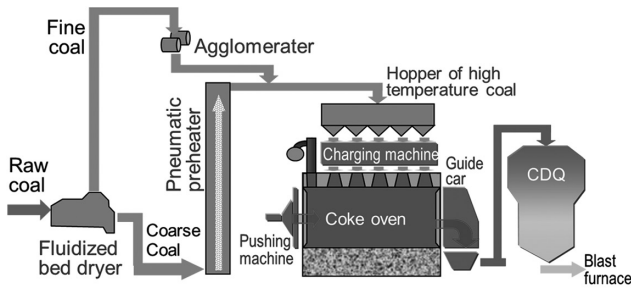 Fine
coal
Agglomerater
Hopper of high
temperature coal
Pneumatic
preheater
Raw
coal
Charging machine
Guide
car
CDQ
Coarse
Coal
Coke oven
Fluidized
bed dryer
Pushing
machine
Blast
furnace